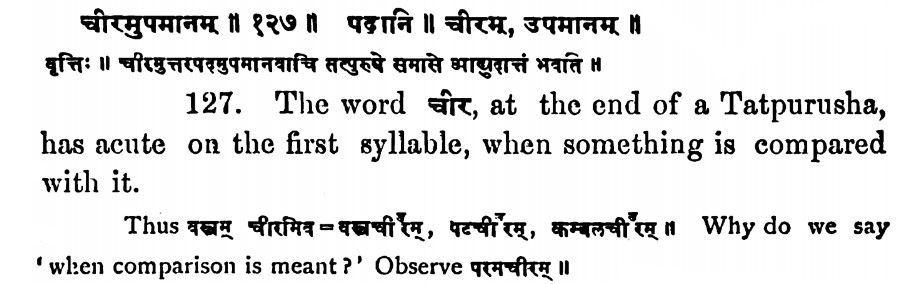 चीरमुपमानम् ॥ १२७ ॥ पदानि ॥ चीरम्, उपमानम् ॥
वृत्तिः ॥ चीरमुत्तरपदमुपमानवाचि तत्पुरुषे समासे आद्युदात्तं भवति ॥
127. The word चीर, at the end of a Tatpurusha,
has acute on the first syllable, when something is compared
with it.
Thus वस्त्रम् चीरमिव = वस्त्रची॑रम्, पटची॑रम्, कम्बलची॑रम् ॥ Why do we say
'when comparison is meant?' Observe परमचीरम् ॥